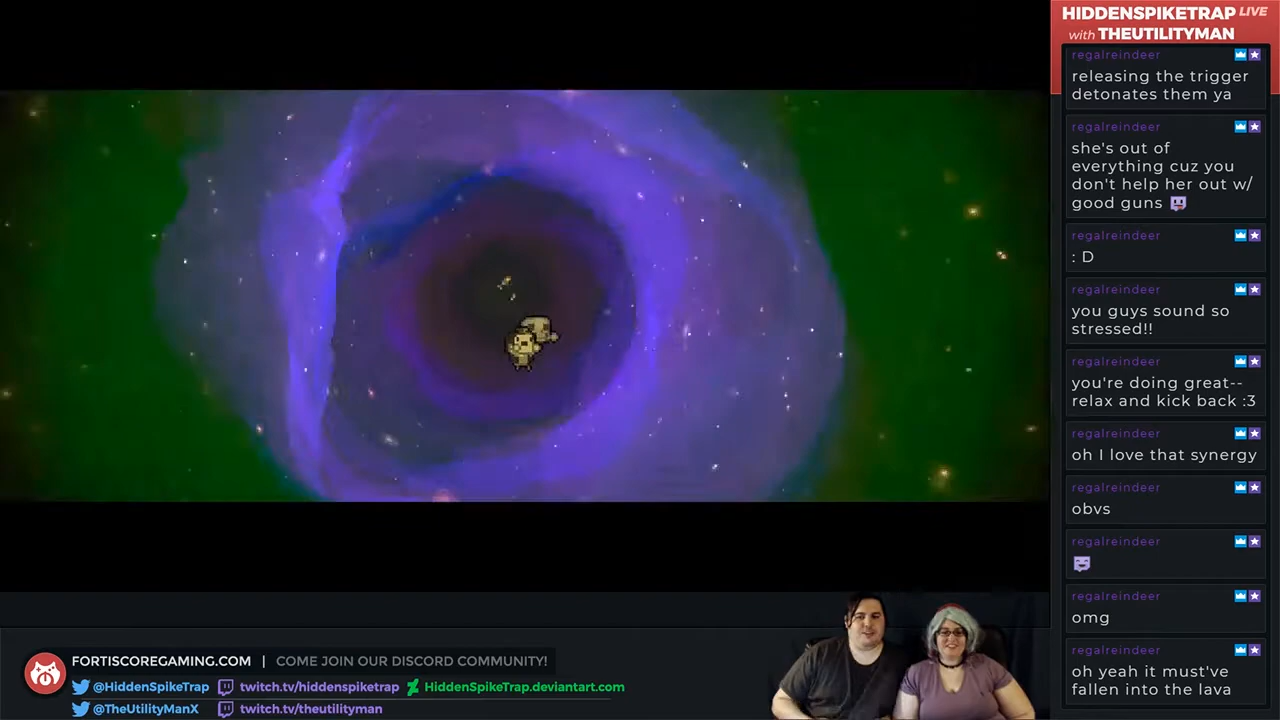 HIDDENSPIKETRAP LIVE
with THEUTILITYMAN
regalreindeer
releasing the trigger
detonates them ya
regalreindeer
she's out of
everything cuz you
don't help her out w/
good guns
regalreindeer
: D
regalreindeer
you guys sound so
stressed!!
regalreindeer
you're doing great--
relax and kick back :3
regalreindeer
oh I love that synergy
regalreindeer
obvs
regalreindeer
regalreindeer
omg
regalreindeer
oh yeah it must've
fallen into the lava
FORTISCOREGAMING.COM | COME JOIN OUR DISCORD COMMUNITY!
@HiddenSpikeTrap twitch.tv/hiddenspiketrap HiddenSpikeTrap.deviantart.com
@TheUtilityManX twitch.tv/theutilityman